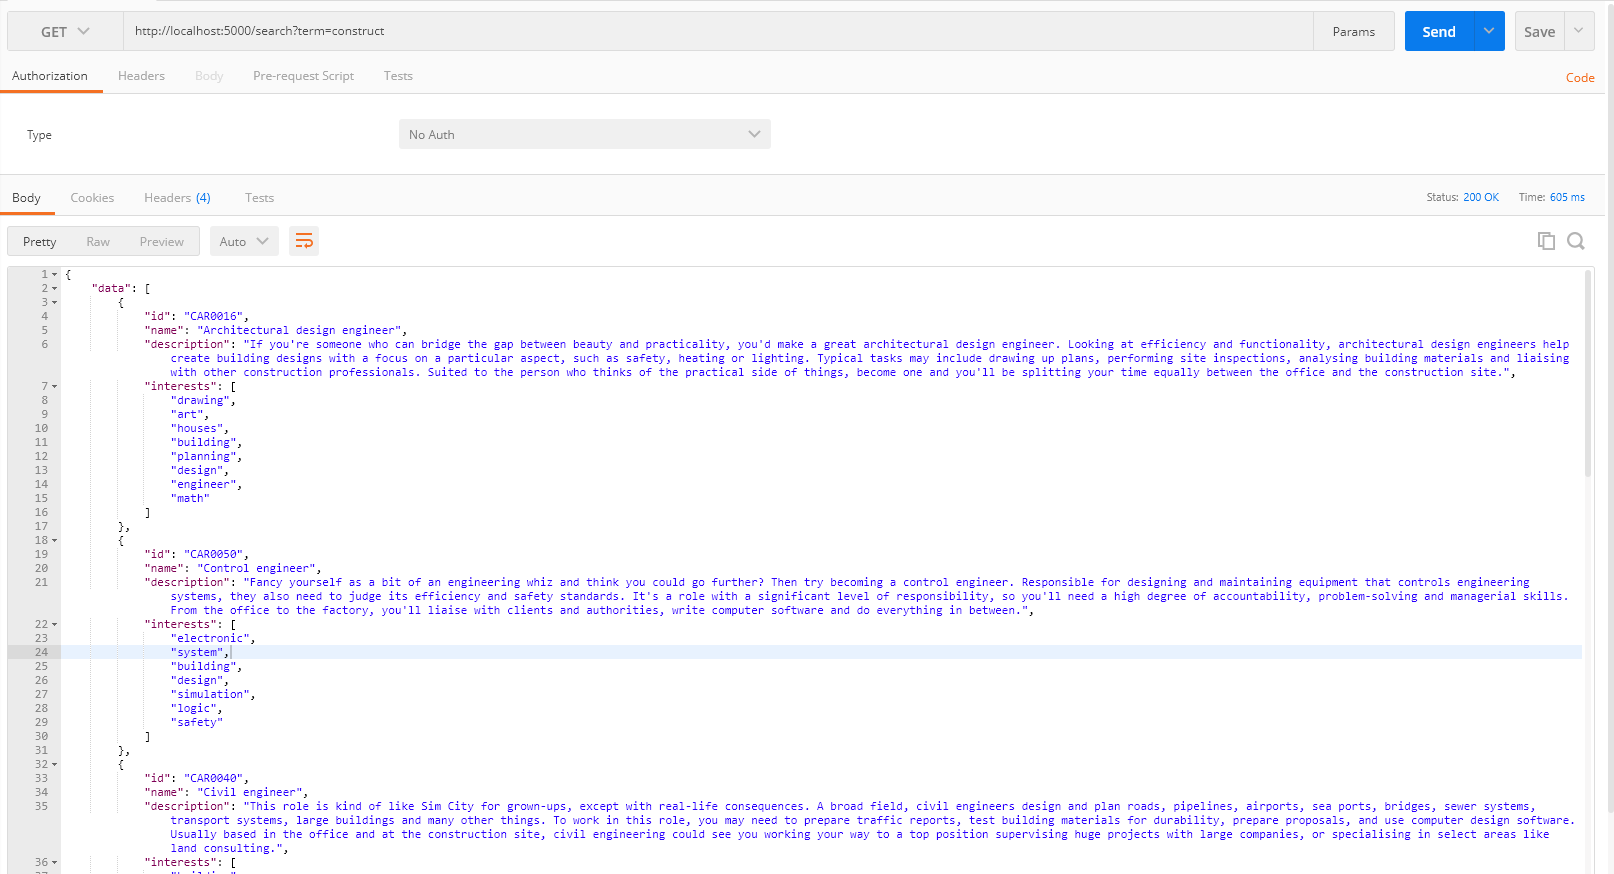 GET http://localhost:5000/search?term=construct Params Send Save
Authorization Headers Body Pre-request Script Tests Code
Type No Auth
Body Cookies Headers (4) Tests Status: 200 OK Time: 605 ms
Pretty Raw Preview Auto
1 {
2 "data": [
3 {
4 "id": "CAR0016",
5 "name": "Architectural design engineer",
6 "description": "If you're someone who can bridge the gap between beauty and practicality, you'd make a great architectural design engineer. Looking at efficiency and functionality, architectural design engineers help
create building designs with a focus on a particular aspect, such as safety, heating or lighting. Typical tasks may include drawing up plans, performing site inspections, analysing building materials and liaising
with other construction professionals. Suited to the person who thinks of the practical side of things, become one and you'll be splitting your time equally between the office and the construction site.",
7 "interests": [
8 "drawing",
9 "art",
10 "houses",
11 "building",
12 "planning",
13 "design",
14 "engineer",
15 "math"
16 ]
17 },
18 {
19 "id": "CAR0050",
20 "name": "Control engineer",
21 "description": "Fancy yourself as a bit of an engineering whiz and think you could go further? Then try becoming a control engineer. Responsible for designing and maintaining equipment that controls engineering
systems, they also need to judge its efficiency and safety standards. It's a role with a significant level of responsibility, so you'll need a high degree of accountability, problem-solving and managerial skills.
From the office to the factory, you'll liaise with clients and authorities, write computer software and do everything in between.",
22 "interests": [
23 "electronic",
24 "system",
25 "building",
26 "design",
27 "simulation",
28 "logic",
29 "safety"
30 ]
31 },
32 {
33 "id": "CAR0040",
34 "name": "Civil engineer",
35 "description": "This role is kind of like Sim City for grown-ups, except with real-life consequences. A broad field, civil engineers design and plan roads, pipelines, airports, sea ports, bridges, sewer systems,
transport systems, large buildings and many other things. To work in this role, you may need to prepare traffic reports, test building materials for durability, prepare proposals, and use computer design software.
Usually based in the office and at the construction site, civil engineering could see you working your way to a top position supervising huge projects with large companies, or specialising in select areas like
land consulting.",
36 "interests": [